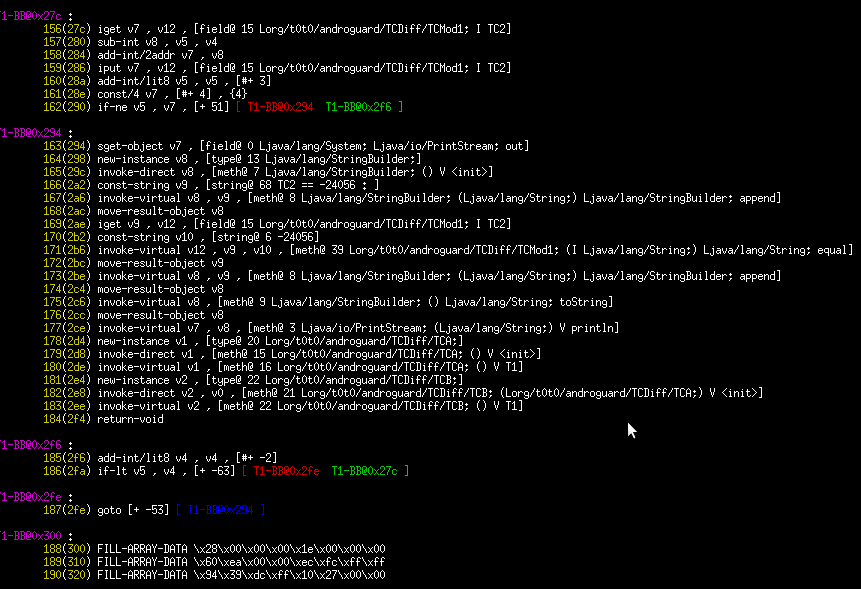 T1-BB@0x27c :
156(27c) iget v7 , v12 , [field@ 15 Lorg/t0t0/androguard/TCDiff/TCMod1; I TC2]
157(280) sub-int v8 , v5 , v4
158(284) add-int/2addr v7 , v8
159(286) iput v7 , v12 , [field@ 15 Lorg/t0t0/androguard/TCDiff/TCMod1; I TC2]
160(28a) add-int/lit8 v5 , v5 , [#+ 3]
161(28e) const/4 v7 , [#+ 4] , {4}
162(290) if-ne v5 , v7 , [+ 51] [ T1-BB@0x294 T1-BB@0x2f6 ]
T1-BB@0x294 :
163(294) sget-object v7 , [field@ 0 Ljava/lang/System; Ljava/io/PrintStream; out]
164(298) new-instance v8 , [type@ 13 Ljava/lang/StringBuilder;]
165(29c) invoke-direct v8 , [meth@ 7 Ljava/lang/StringBuilder; () V <init>]
166(2a2) const-string v9 , [string@ 68 TC2 == -24056 : ]
167(2a6) invoke-virtual v8 , v9 , [meth@ 8 Ljava/lang/StringBuilder; (Ljava/lang/String;) Ljava/lang/StringBuilder; append]
168(2ac) move-result-object v8
169(2ae) iget v9 , v12 , [field@ 15 Lorg/t0t0/androguard/TCDiff/TCMod1; I TC2]
170(2b2) const-string v10 , [string@ 6 -24056]
171(2b6) invoke-virtual v12 , v9 , v10 , [meth@ 39 Lorg/t0t0/androguard/TCDiff/TCMod1; (I Ljava/lang/String;) Ljava/lang/String; equal]
172(2bc) move-result-object v9
173(2be) invoke-virtual v8 , v9 , [meth@ 8 Ljava/lang/StringBuilder; (Ljava/lang/String;) Ljava/lang/StringBuilder; append]
174(2c4) move-result-object v8
175(2c6) invoke-virtual v8 , [meth@ 9 Ljava/lang/StringBuilder; () Ljava/lang/String; toString]
176(2cc) move-result-object v8
177(2ce) invoke-virtual v7 , v8 , [meth@ 3 Ljava/io/PrintStream; (Ljava/lang/String;) V println]
178(2d4) new-instance v1 , [type@ 20 Lorg/t0t0/androguard/TCDiff/TCA;]
179(2d8) invoke-direct v1 , [meth@ 15 Lorg/t0t0/androguard/TCDiff/TCA; () V <init>]
180(2de) invoke-virtual v1 , [meth@ 16 Lorg/t0t0/androguard/TCDiff/TCA; () V T1]
181(2e4) new-instance v2 , [type@ 22 Lorg/t0t0/androguard/TCDiff/TCB;]
182(2e8) invoke-direct v2 , v0 , [meth@ 21 Lorg/t0t0/androguard/TCDiff/TCB; (Lorg/t0t0/androguard/TCDiff/TCA;) V <init>]
183(2ee) invoke-virtual v2 , [meth@ 22 Lorg/t0t0/androguard/TCDiff/TCB; () V T1]
184(2f4) return-void
T1-BB@0x2f6 :
185(2f6) add-int/lit8 v4 , v4 , [#+ -2]
186(2fa) if-lt v5 , v4 , [+ -63] [ T1-BB@0x2fe T1-BB@0x27c ]
T1-BB@0x2fe :
187(2fe) goto [+ -53] [ T1-BB@0x294 ]
T1-BB@0x300 :
188(300) FILL-ARRAY-DATA \x28\x00\x00\x00\x1e\x00\x00\x00
189(310) FILL-ARRAY-DATA \x60\xea\x00\x00\xec\xfc\xff\xff
190(320) FILL-ARRAY-DATA \x94\x39\xdc\xff\x10\x27\x00\x00